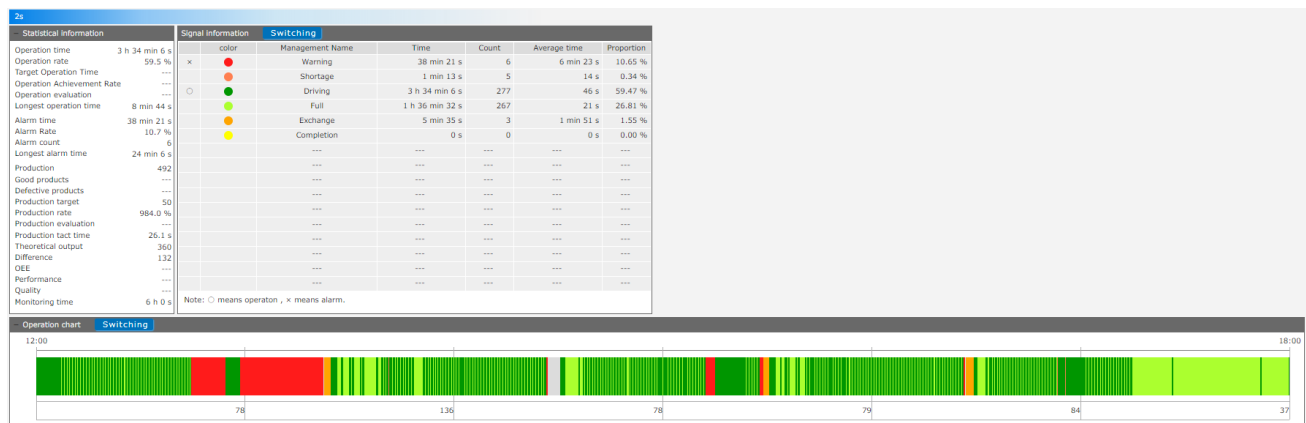 2s
Statistical information
Operation time 3 h 34 min 6 s
Operation rate 59.5 %
Target Operation Time ---
Operation Achievement Rate ---
Operation evaluation ---
Longest operation time 8 min 44 s
Alarm time 38 min 21 s
Alarm Rate 10.7 %
Alarm count 6
Longest alarm time 24 min 6 s
Production 492
Good products ---
Defective products ---
Production target 50
Production rate 984.0 %
Production evaluation ---
Production tact time 26.1 s
Theoretical output 360
Difference 132
OEE ---
Performance ---
Quality ---
Monitoring time 6 h 0 s
Signal information Switching
color Management Name Time Count Average time Proportion
× Warning 38 min 21 s 6 6 min 23 s 10.65 %
Shortage 1 min 13 s 5 14 s 0.34 %
○ Driving 3 h 34 min 6 s 277 46 s 59.47 %
Full 1 h 36 min 32 s 267 21 s 26.81 %
Exchange 5 min 35 s 3 1 min 51 s 1.55 %
Completion 0 s 0 0 s 0.00 %
--- --- --- --- ---
--- --- --- --- ---
--- --- --- --- ---
--- --- --- --- ---
--- --- --- --- ---
--- --- --- --- ---
--- --- --- --- ---
--- --- --- --- ---
--- --- --- --- ---
--- --- --- --- ---
Note: ○ means operaton , × means alarm.
Operation chart Switching
12:00 18:00
78 136 78 79 84 37